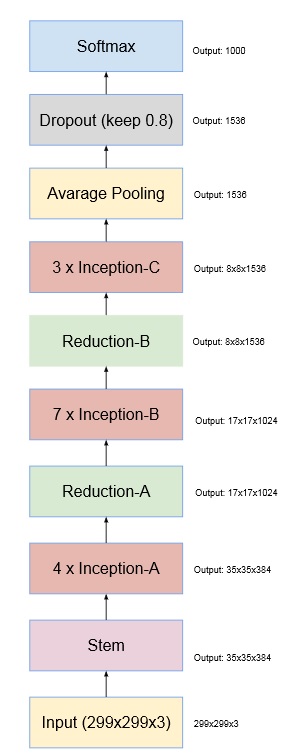 Softmax
Output: 1000
Dropout (keep 0.8)
Output: 1536
Avarage Pooling
Output: 1536
3 x Inception-C
Output: 8x8x1536
Reduction-B
Output: 8x8x1536
7 x Inception-B
Output: 17x17x1024
Reduction-A
Output: 17x17x1024
4 x Inception-A
Output: 35x35x384
Stem
Output: 35x35x384
Input (299x299x3)
299x299x3